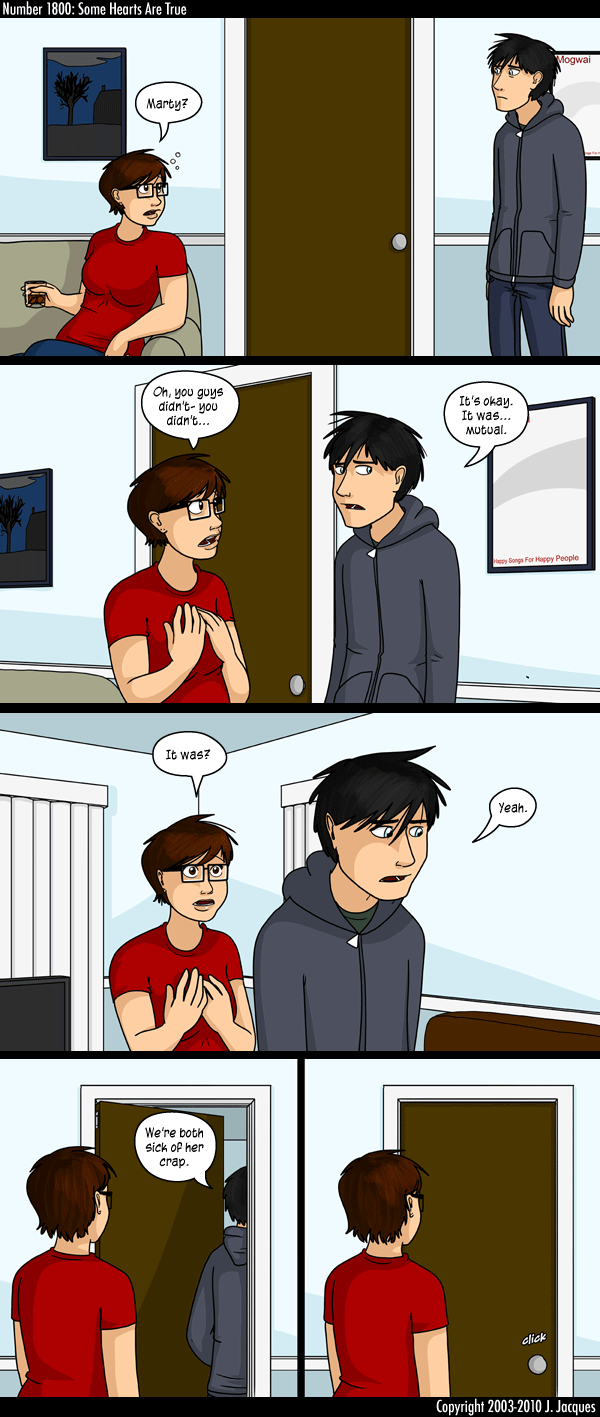 Number 1800: Some Hearts Are True
Marty?
Mogwai
Oh, you guys
didn't- you
didn't...
It's okay.
It was...
mutual.
Happy Songs For Happy People
It was?
Yeah.
We're both
sick of her
crap.
click
Copyright 2003-2010 J. Jacques